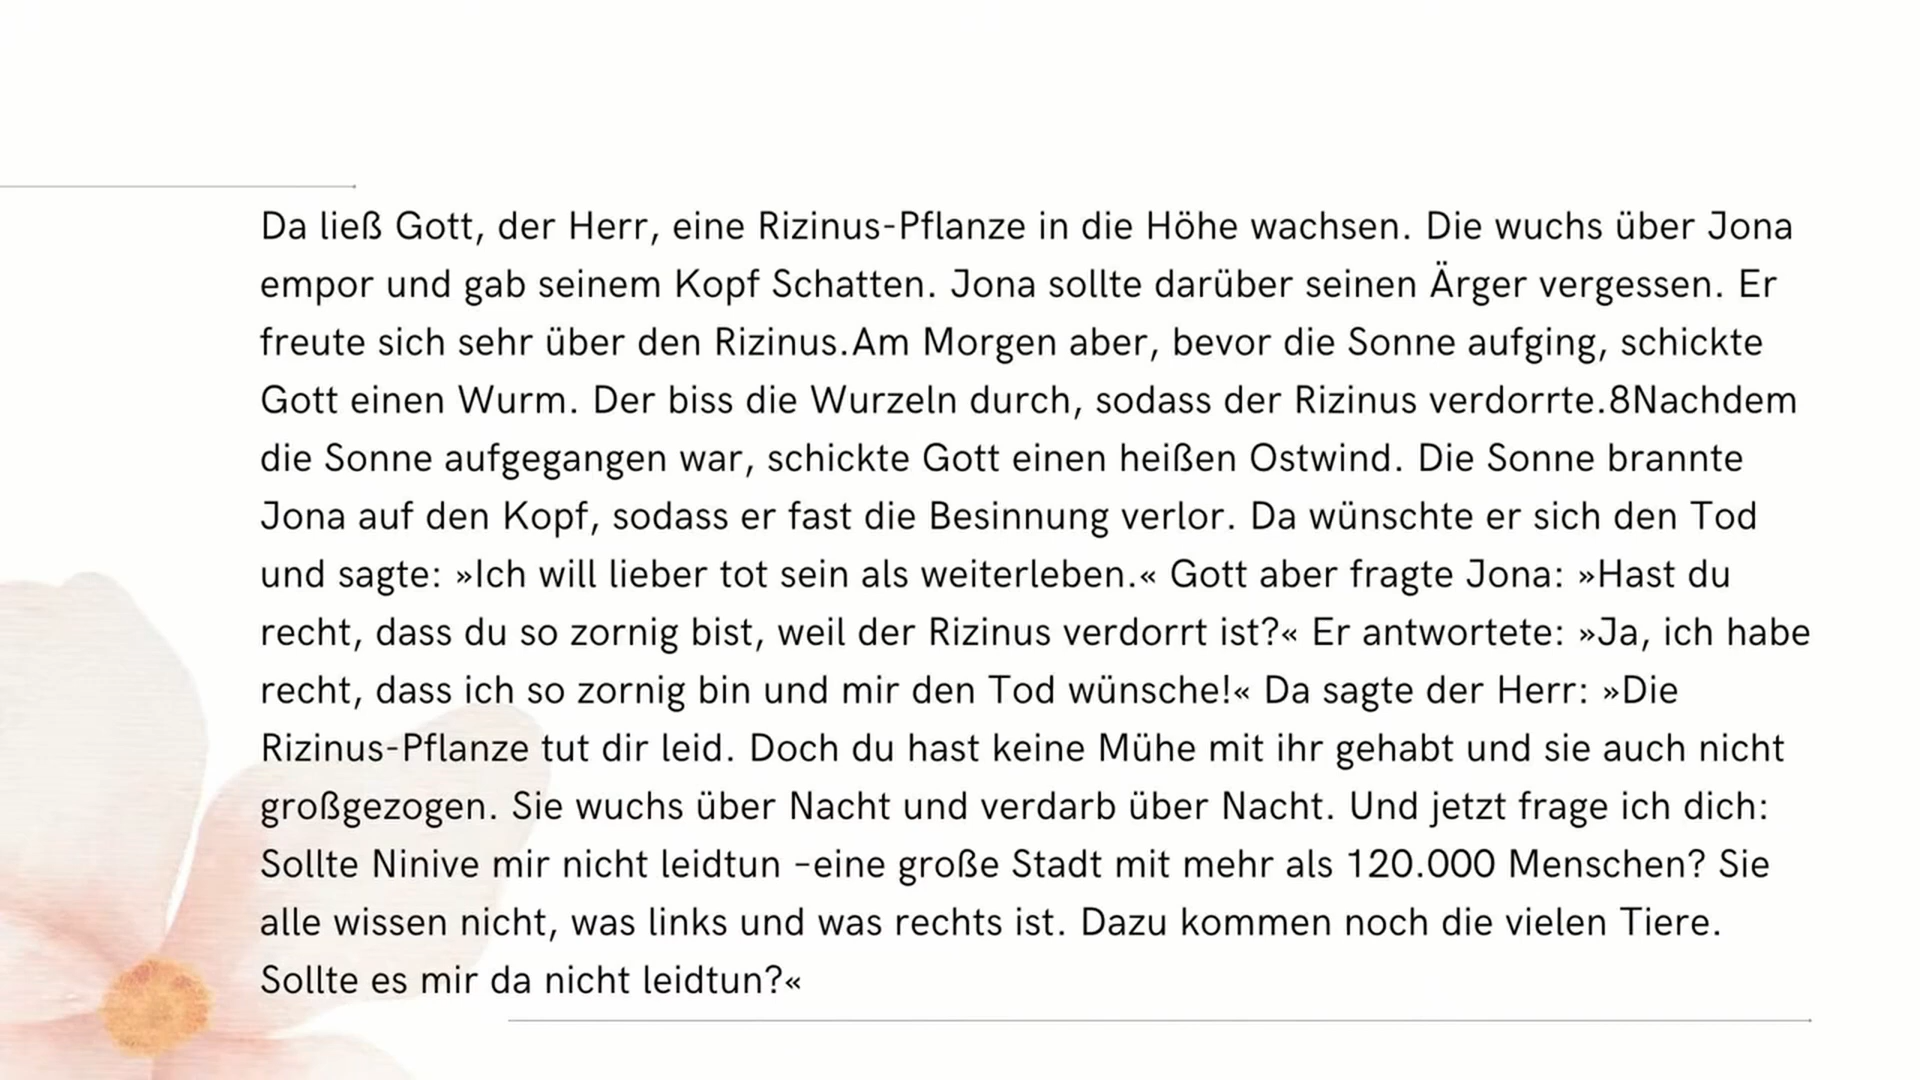 Da ließ Gott, der Herr, eine Rizinus-Pflanze in die Höhe wachsen. Die wuchs über Jona
empor und gab seinem Kopf Schatten. Jona sollte darüber seinen Ärger vergessen. Er
freute sich sehr über den Rizinus.Am Morgen aber, bevor die Sonne aufging, schickte
Gott einen Wurm. Der biss die Wurzeln durch, sodass der Rizinus verdorrte.8Nachdem
die Sonne aufgegangen war, schickte Gott einen heißen Ostwind. Die Sonne brannte
Jona auf den Kopf, sodass er fast die Besinnung verlor. Da wünschte er sich den Tod
und sagte: »Ich will lieber tot sein als weiterleben.« Gott aber fragte Jona: »Hast du
recht, dass du so zornig bist, weil der Rizinus verdorrt ist?« Er antwortete: »Ja, ich habe
recht, dass ich so zornig bin und mir den Tod wünsche!« Da sagte der Herr: »Die
Rizinus-Pflanze tut dir leid. Doch du hast keine Mühe mit ihr gehabt und sie auch nicht
großgezogen. Sie wuchs über Nacht und verdarb über Nacht. Und jetzt frage ich dich:
Sollte Ninive mir nicht leidtun –eine große Stadt mit mehr als 120.000 Menschen? Sie
alle wissen nicht, was links und was rechts ist. Dazu kommen noch die vielen Tiere.
Sollte es mir da nicht leidtun?«